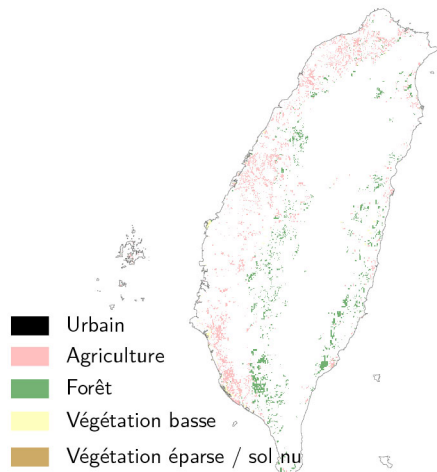 Urbain
Agriculture
Forêt
Végétation basse
Végétation éparse / sol nu